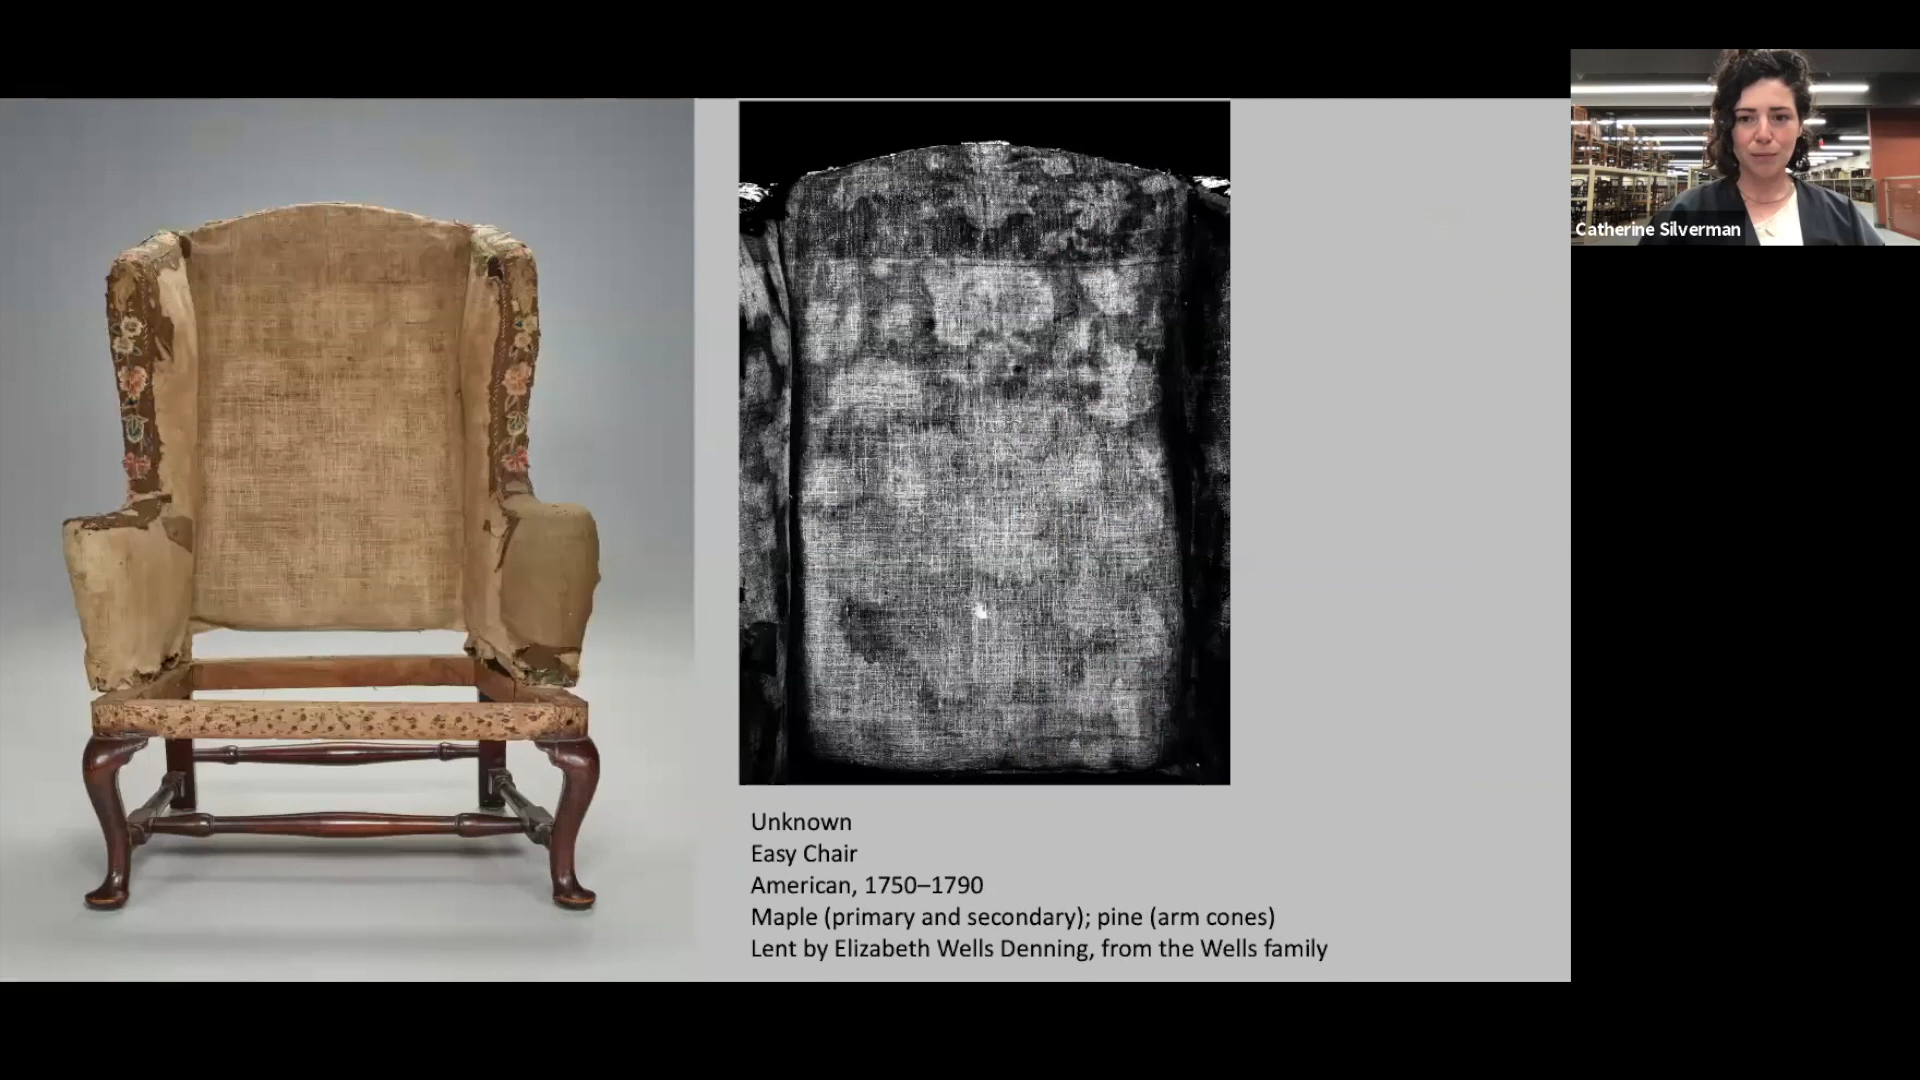 Catherine Silverman
Unknown
Easy Chair
American, 1750–1790
Maple (primary and secondary); pine (arm cones)
Lent by Elizabeth Wells Denning, from the Wells family